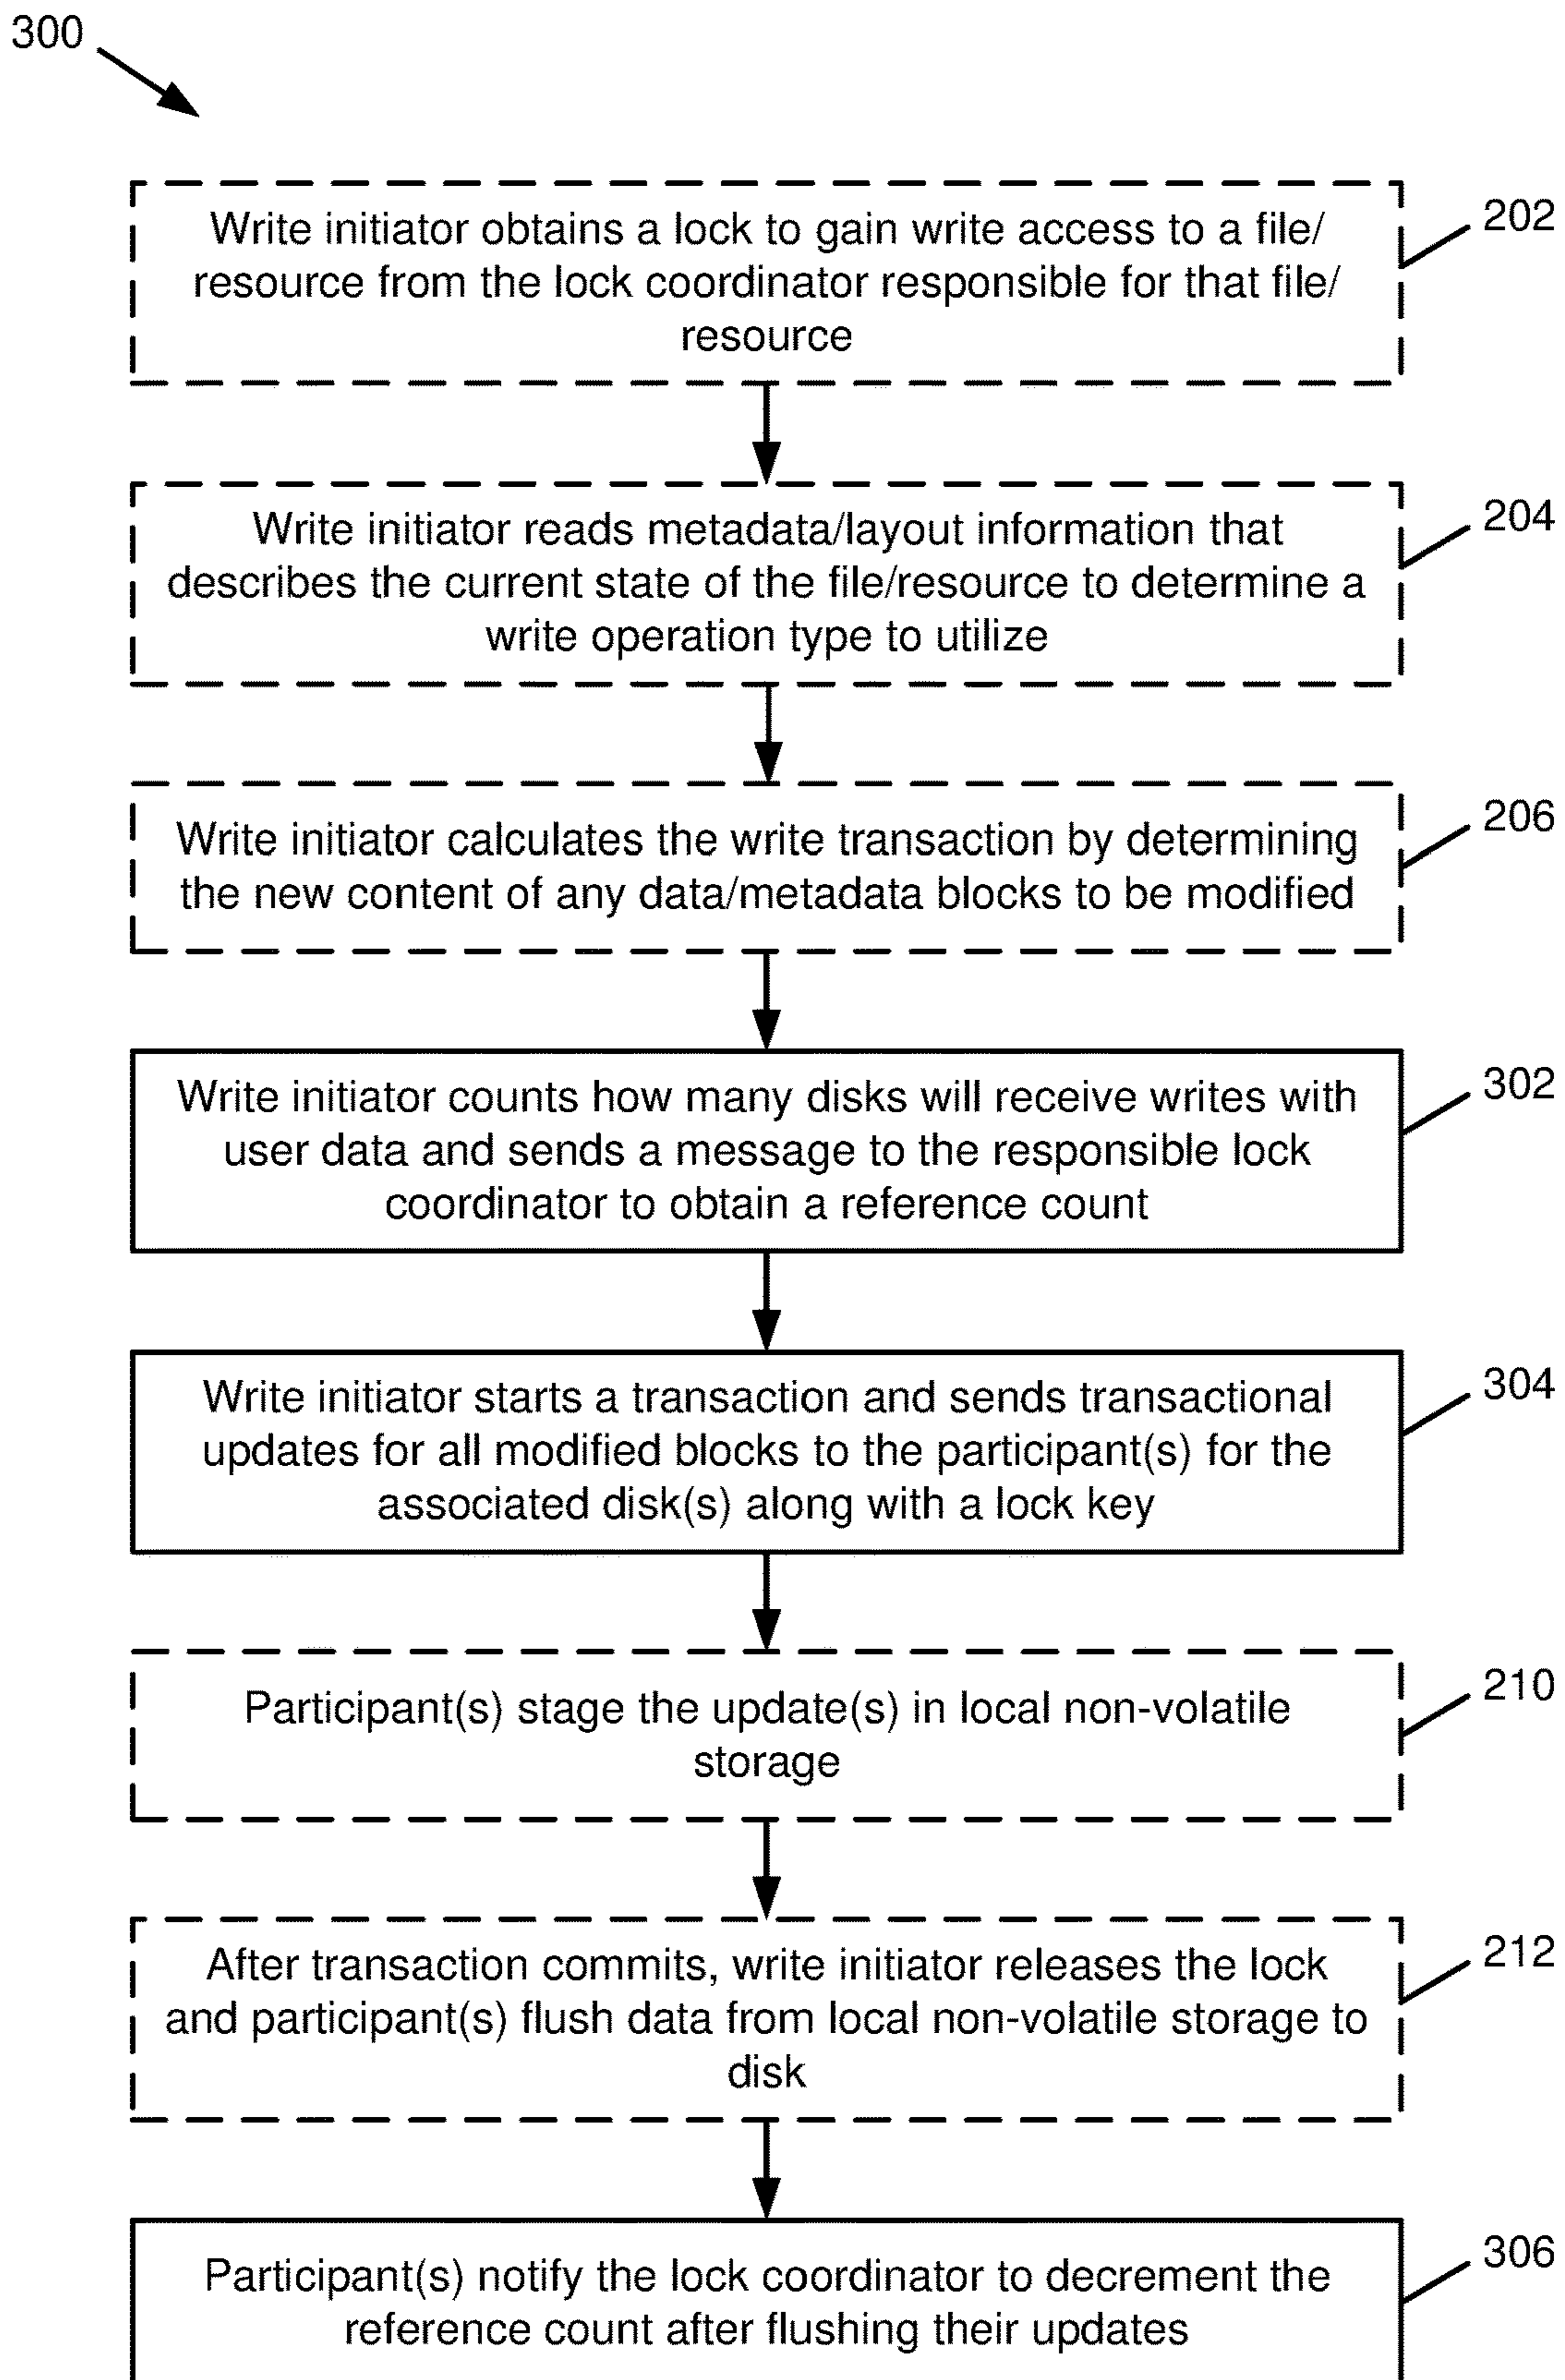 300
Write initiator obtains a lock to gain write access to a file/
resource from the lock coordinator responsible for that file/
resource
202
Write initiator reads metadata/layout information that
describes the current state of the file/resource to determine a
write operation type to utilize
204
Write initiator calculates the write transaction by determining
the new content of any data/metadata blocks to be modified
206
Write initiator counts how many disks will receive writes with
user data and sends a message to the responsible lock
coordinator to obtain a reference count
302
Write initiator starts a transaction and sends transactional
updates for all modified blocks to the participant(s) for the
associated disk(s) along with a lock key
304
Participant(s) stage the update(s) in local non-volatile
storage
210
After transaction commits, write initiator releases the lock
and participant(s) flush data from local non-volatile storage to
disk
212
Participant(s) notify the lock coordinator to decrement the
reference count after flushing their updates
306